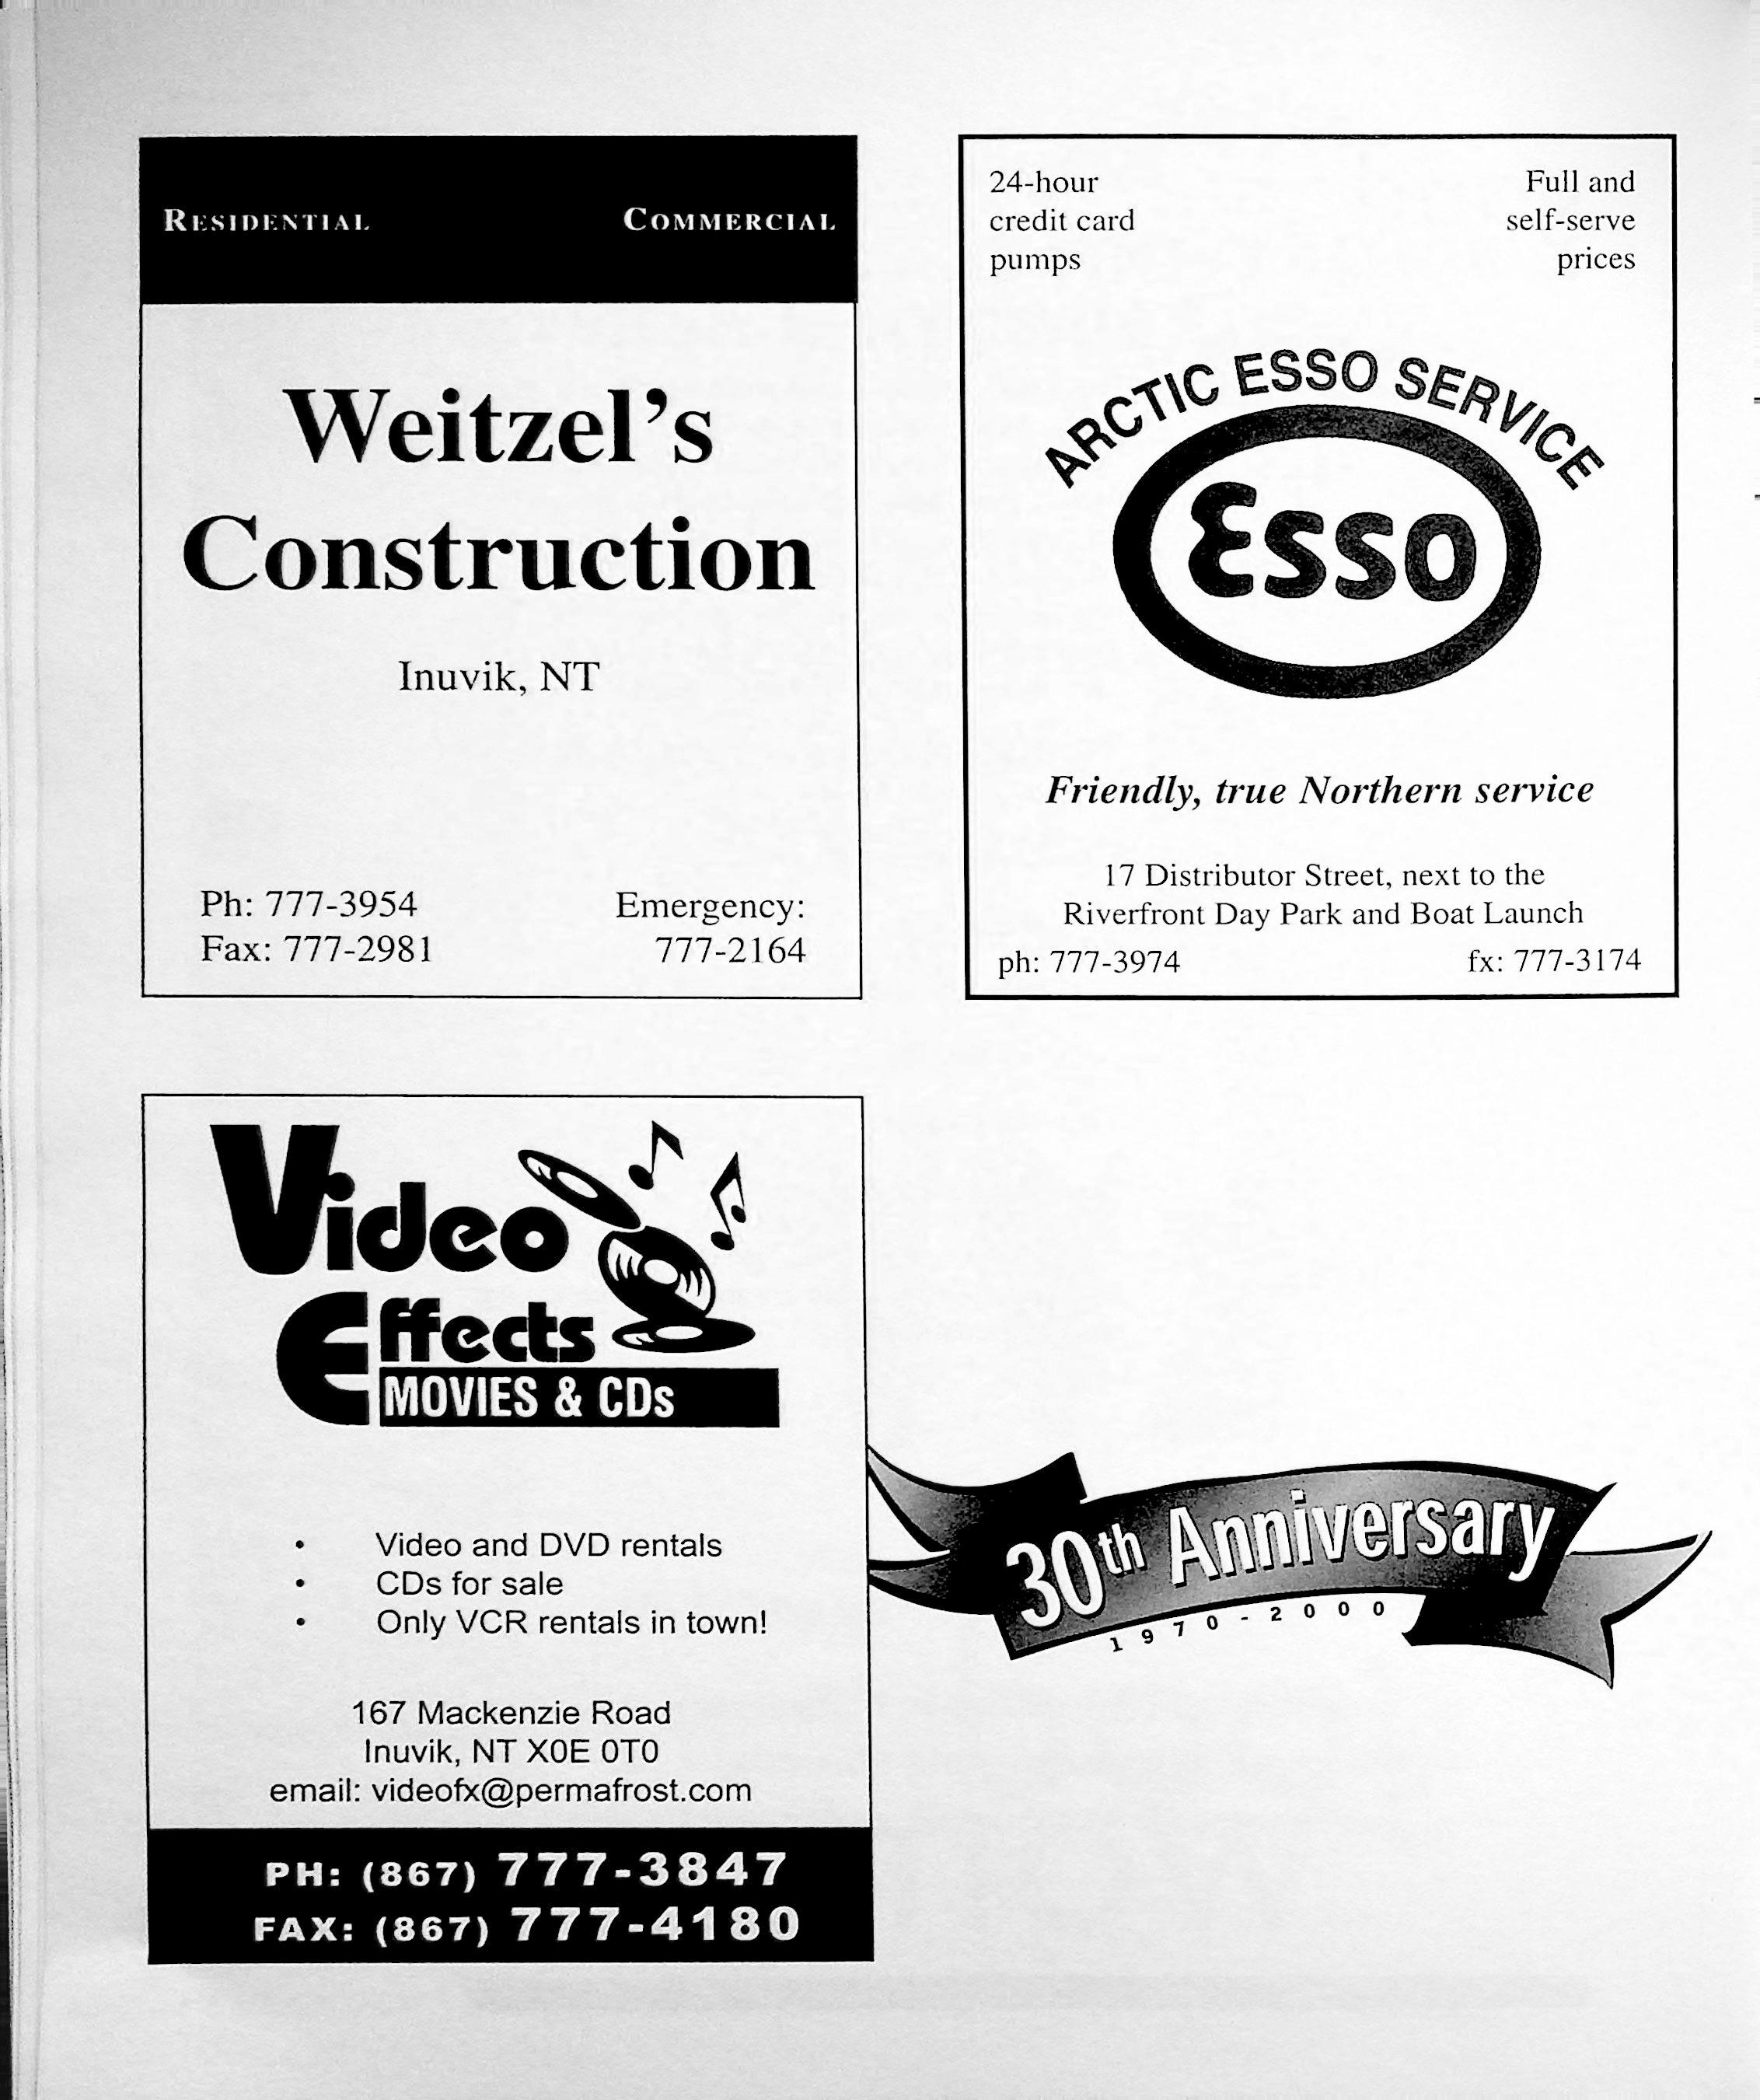 RESIDENTIAL COMMERCIAL
Weitzel's
Construction
Inuvik, NT
Ph: 777-3954 Emergency:
Fax: 777-2981 777-2164
24-hour Full and
credit card self-serve
pumps prices
ARCTIC ESSO SERVICE
Esso
Friendly, true Northern service
17 Distributor Street, next to the
Riverfront Day Park and Boat Launch
ph: 777-3974 fx: 777-3174
Video
Effects
MOVIES & CDs
• Video and DVD rentals
• CDs for sale
• Only VCR rentals in town!
167 Mackenzie Road
Inuvik, NT X0E 0T0
email: videofx@permafrost.com
PH: (867) 777-3847
FAX: (867) 777-4180
30th Anniversary
1970-2000